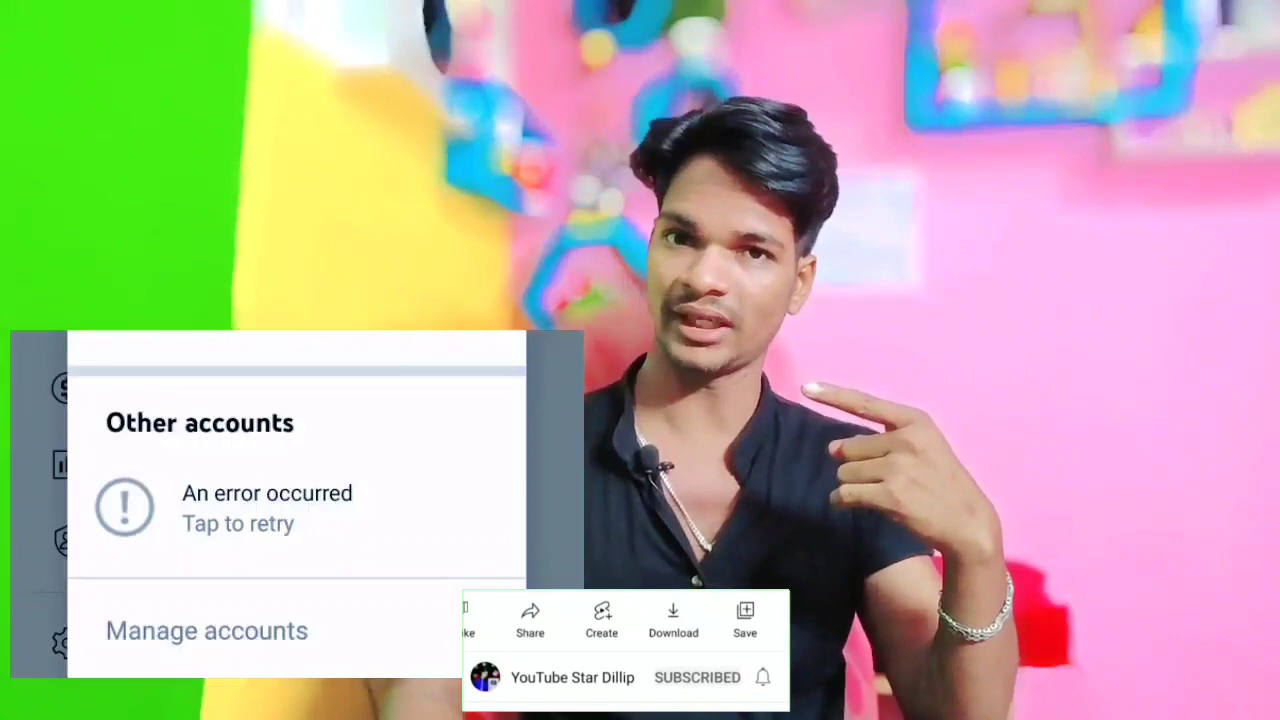 Other accounts
An error occurred
Tap to retry
Manage accounts
Share
Create
Download
Save
YouTube Star Dillip
SUBSCRIBED